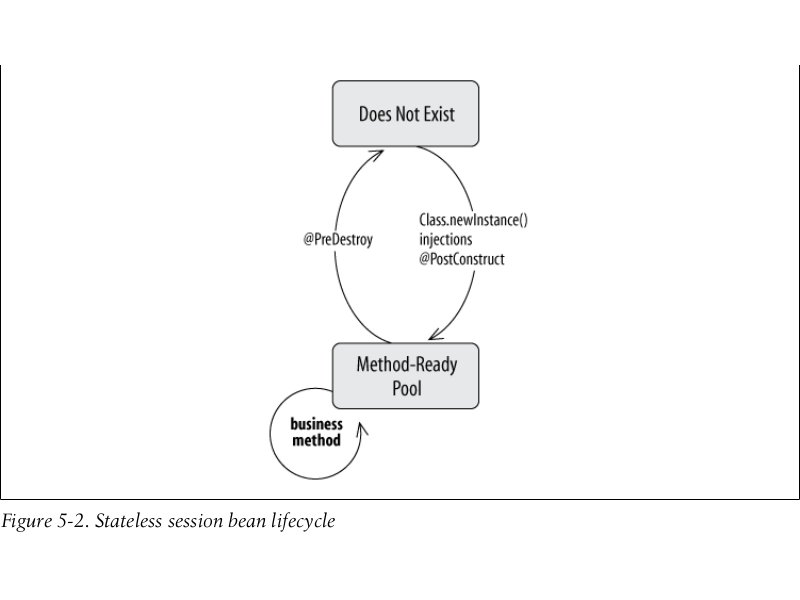 Does Not Exist
Class.newInstance()
@PreDestroy
injections
@PostConstruct
Method-Ready
Pool
business
method
Figure 5-2. Stateless session bean lifecycle